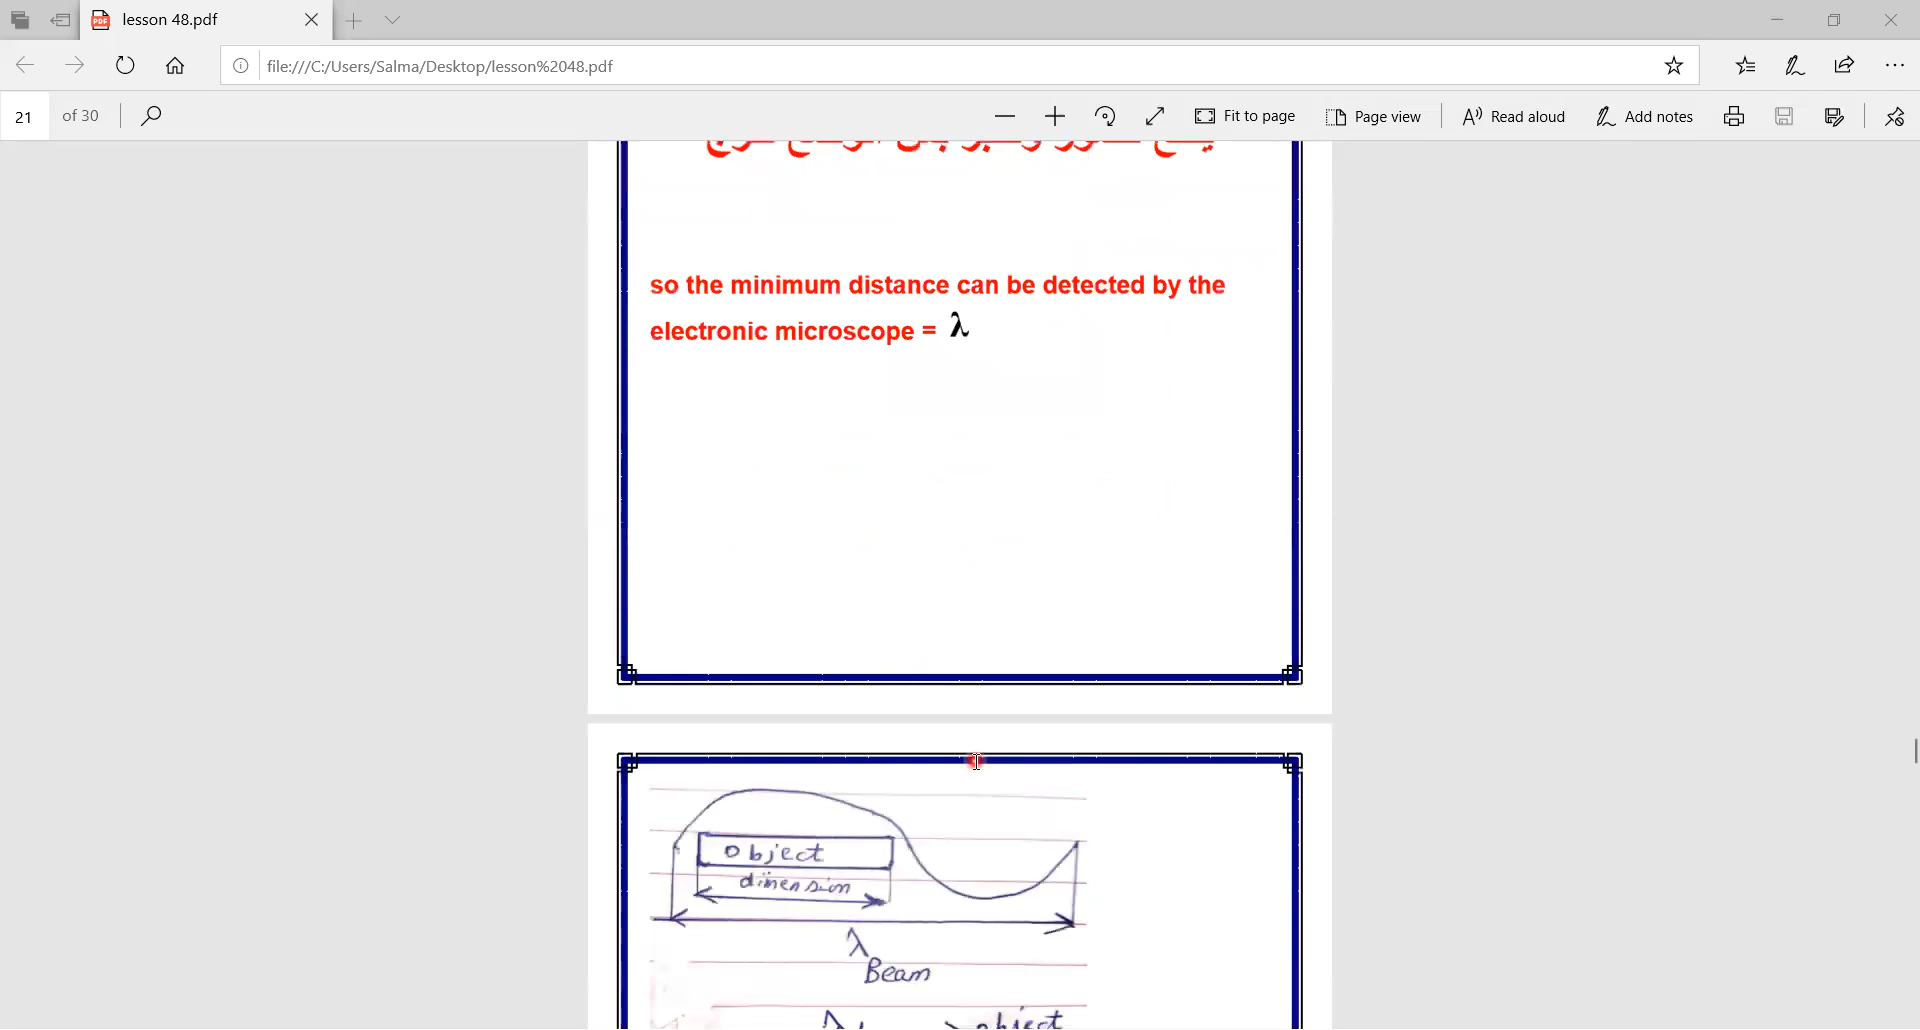 lesson 48.pdf
file:///C:/Users/Salma/Desktop/lesson%2048.pdf
21 of 30
Fit to page
Page view
Read aloud
Add notes
so the minimum distance can be detected by the
electronic microscope = λ
object
dimension
λ
Beam
λ > object